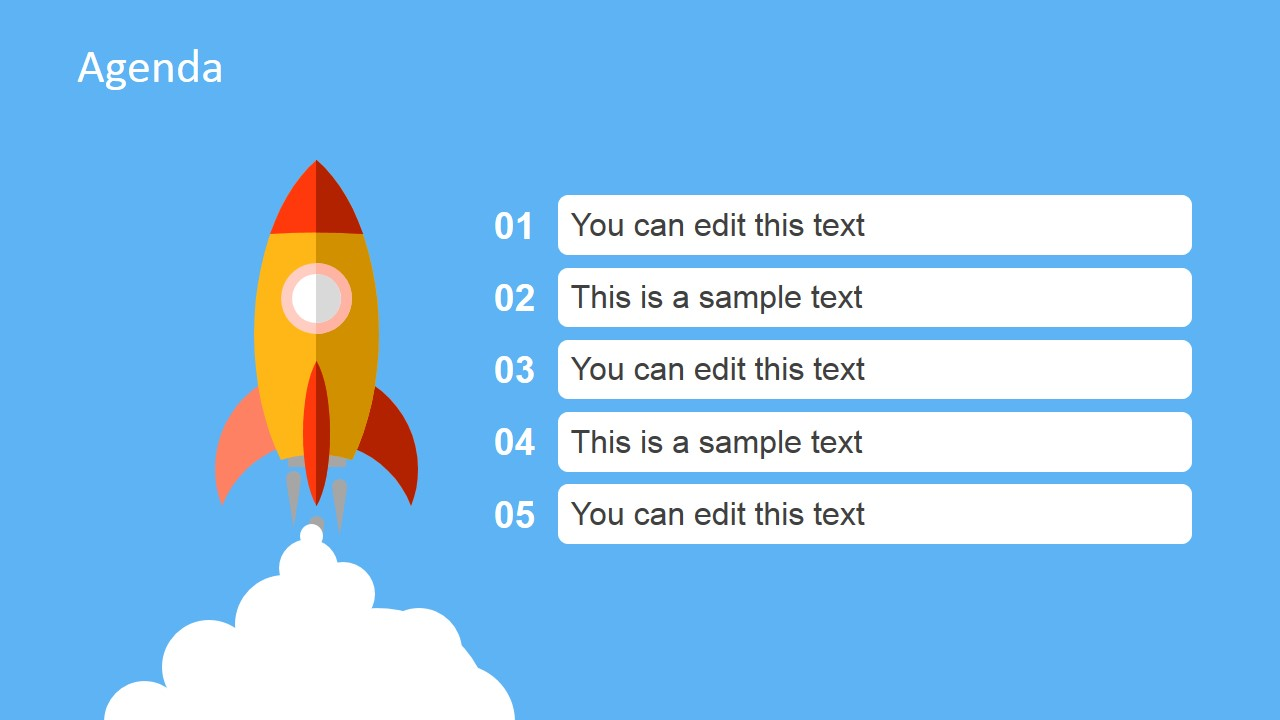 Agenda
01 You can edit this text
02 This is a sample text
03 You can edit this text
04 This is a sample text
05 You can edit this text